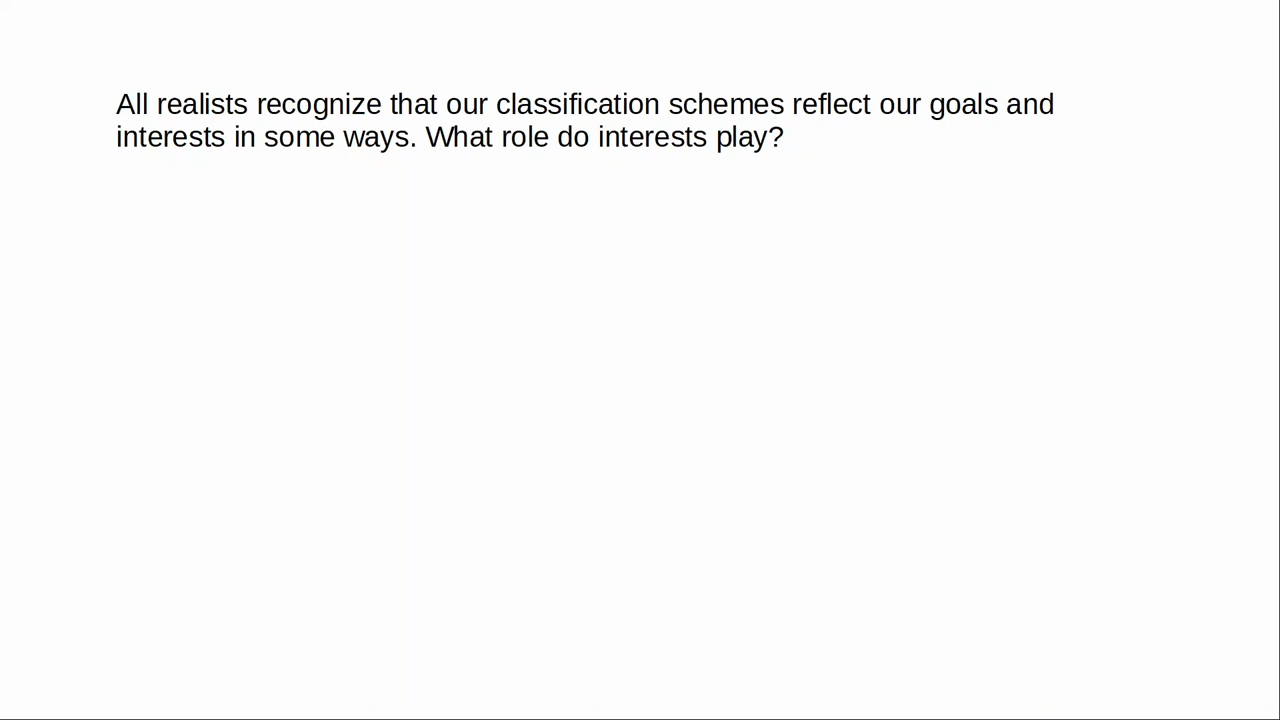 All realists recognize that our classification schemes reflect our goals and
interests in some ways. What role do interests play?